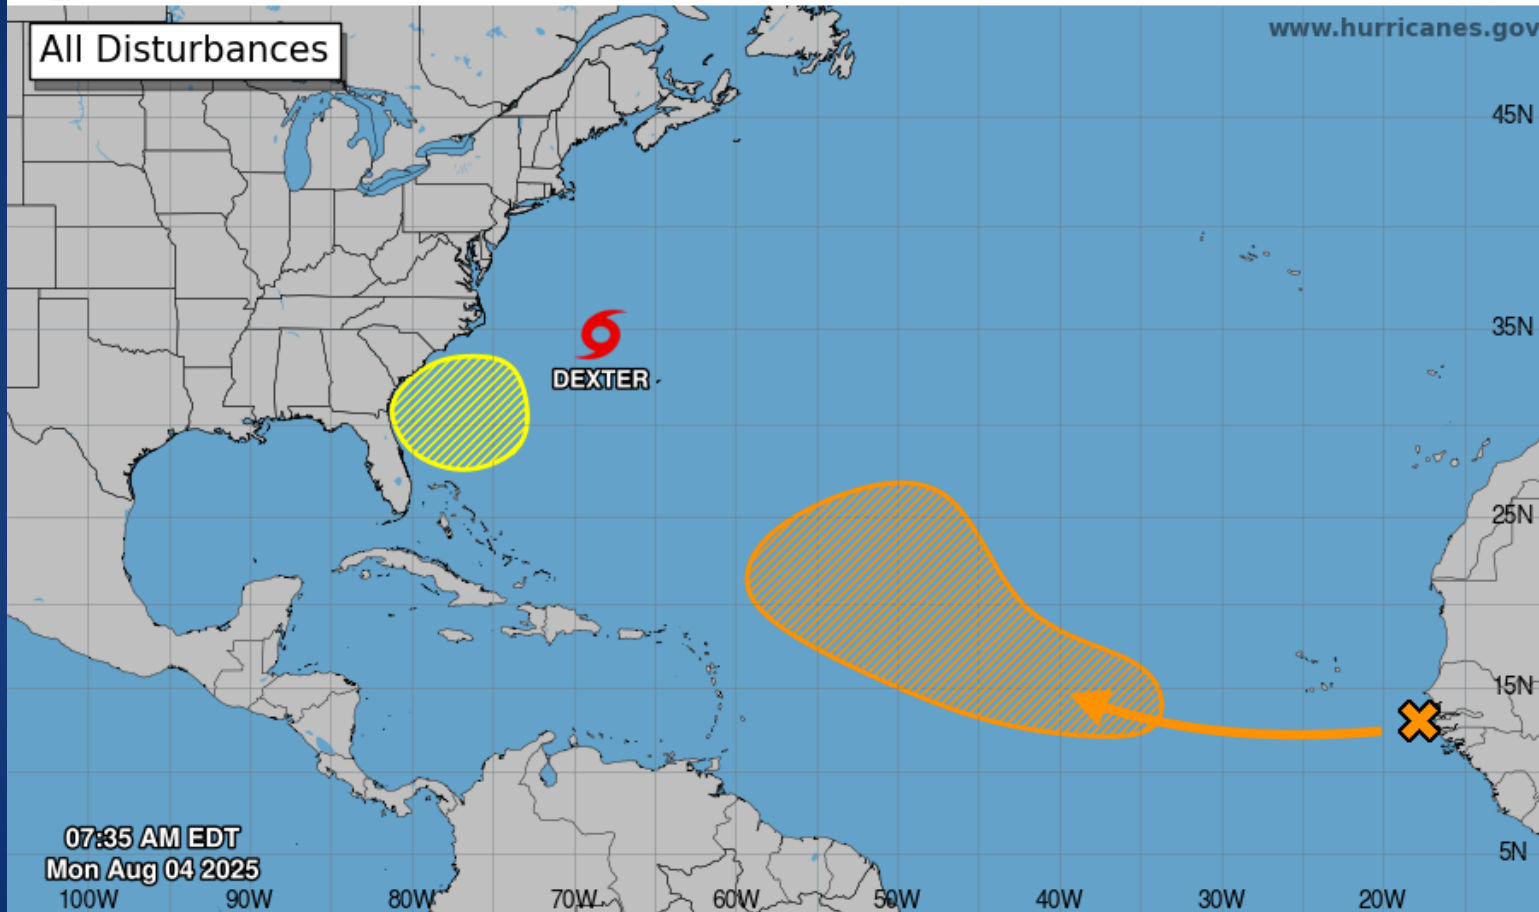 All Disturbances
www.hurricanes.gov
45N
35N
DEXTER
25N
15N
07:35 AM EDT
Mon Aug 04 2025
5N
100W 90W 80W 70W 60W 50W 40W 30W 20W